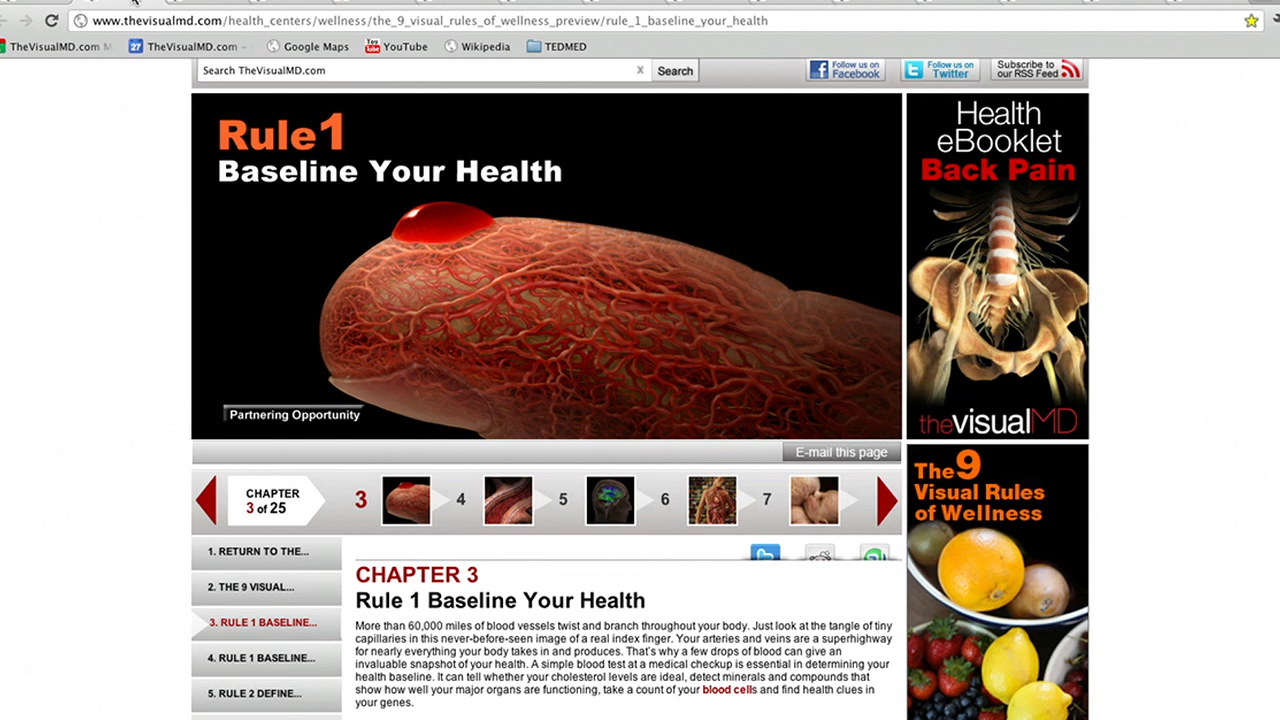 www.thevisualmd.com/health_centers/wellness/the_9_visual_rules_of_wellness_preview/rule_1_baseline_your_health
TheVisualMD.com M
27 TheVisualMD.com -
Google Maps
YouTube
Wikipedia
TEDMED
Search TheVisualMD.com
X
Search
Follow us on
Facebook
Follow us on
Twitter
Subscribe to
our RSS Feed
Rule1
Baseline Your Health
Partnering Opportunity
Health
eBooklet
Back Pain
thevisualMD
E-mail this page
CHAPTER
3 of 25
3 4 5 6 7
The 9
Visual Rules
of Wellness
1. RETURN TO THE...
2. THE 9 VISUAL...
3. RULE 1 BASELINE...
4. RULE 1 BASELINE...
5. RULE 2 DEFINE...
CHAPTER 3
Rule 1 Baseline Your Health
More than 60,000 miles of blood vessels twist and branch throughout your body. Just look at the tangle of tiny
capillaries in this never-before-seen image of a real index finger. Your arteries and veins are a superhighway
for nearly everything your body takes in and produces. That's why a few drops of blood can give an
invaluable snapshot of your health. A simple blood test at a medical checkup is essential in determining your
health baseline. It can tell whether your cholesterol levels are ideal, detect minerals and compounds that
show how well your major organs are functioning, take a count of your blood cells and find health clues in
your genes.